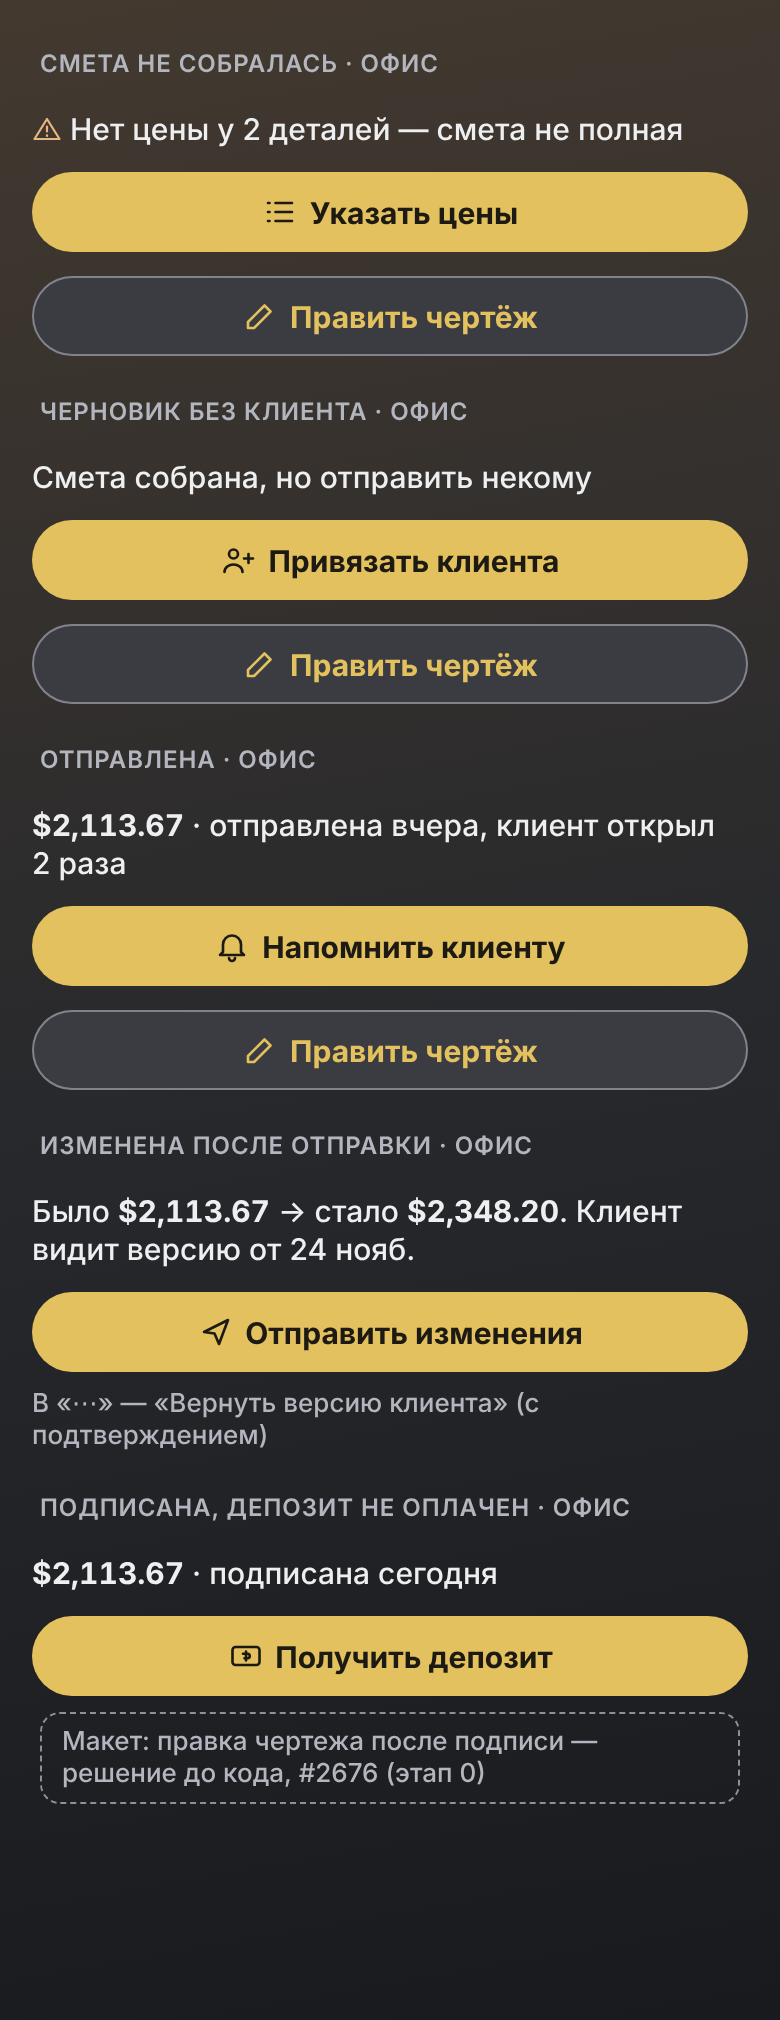 СМЕТА НЕ СОБРАЛАСЬ · ОФИС
Нет цены у 2 деталей — смета не полная
Указать цены
Править чертёж
ЧЕРНОВИК БЕЗ КЛИЕНТА · ОФИС
Смета собрана, но отправить некому
Привязать клиента
Править чертёж
ОТПРАВЛЕНА · ОФИС
$2,113.67 · отправлена вчера, клиент открыл
2 раза
Напомнить клиенту
Править чертёж
ИЗМЕНЕНА ПОСЛЕ ОТПРАВКИ · ОФИС
Было $2,113.67 → стало $2,348.20. Клиент
видит версию от 24 нояб.
Отправить изменения
В «···» — «Вернуть версию клиента» (с
подтверждением)
ПОДПИСАНА, ДЕПОЗИТ НЕ ОПЛАЧЕН · ОФИС
$2,113.67 · подписана сегодня
Получить депозит
Макет: правка чертежа после подписи —
решение до кода, #2676 (этап 0)